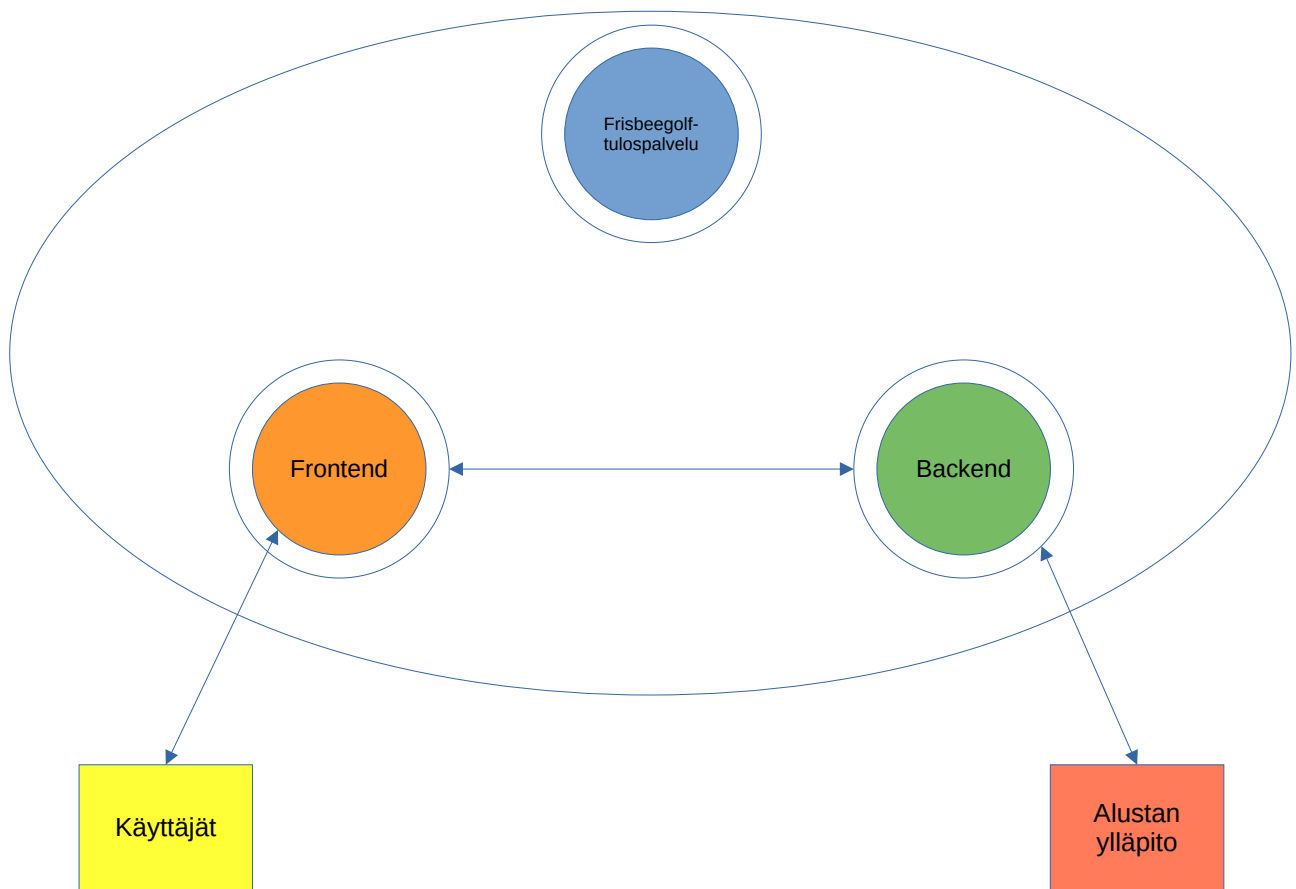 Frisbeegolf-
tulospalvelu
Frontend
Backend
Käyttäjät
Alustan
ylläpito